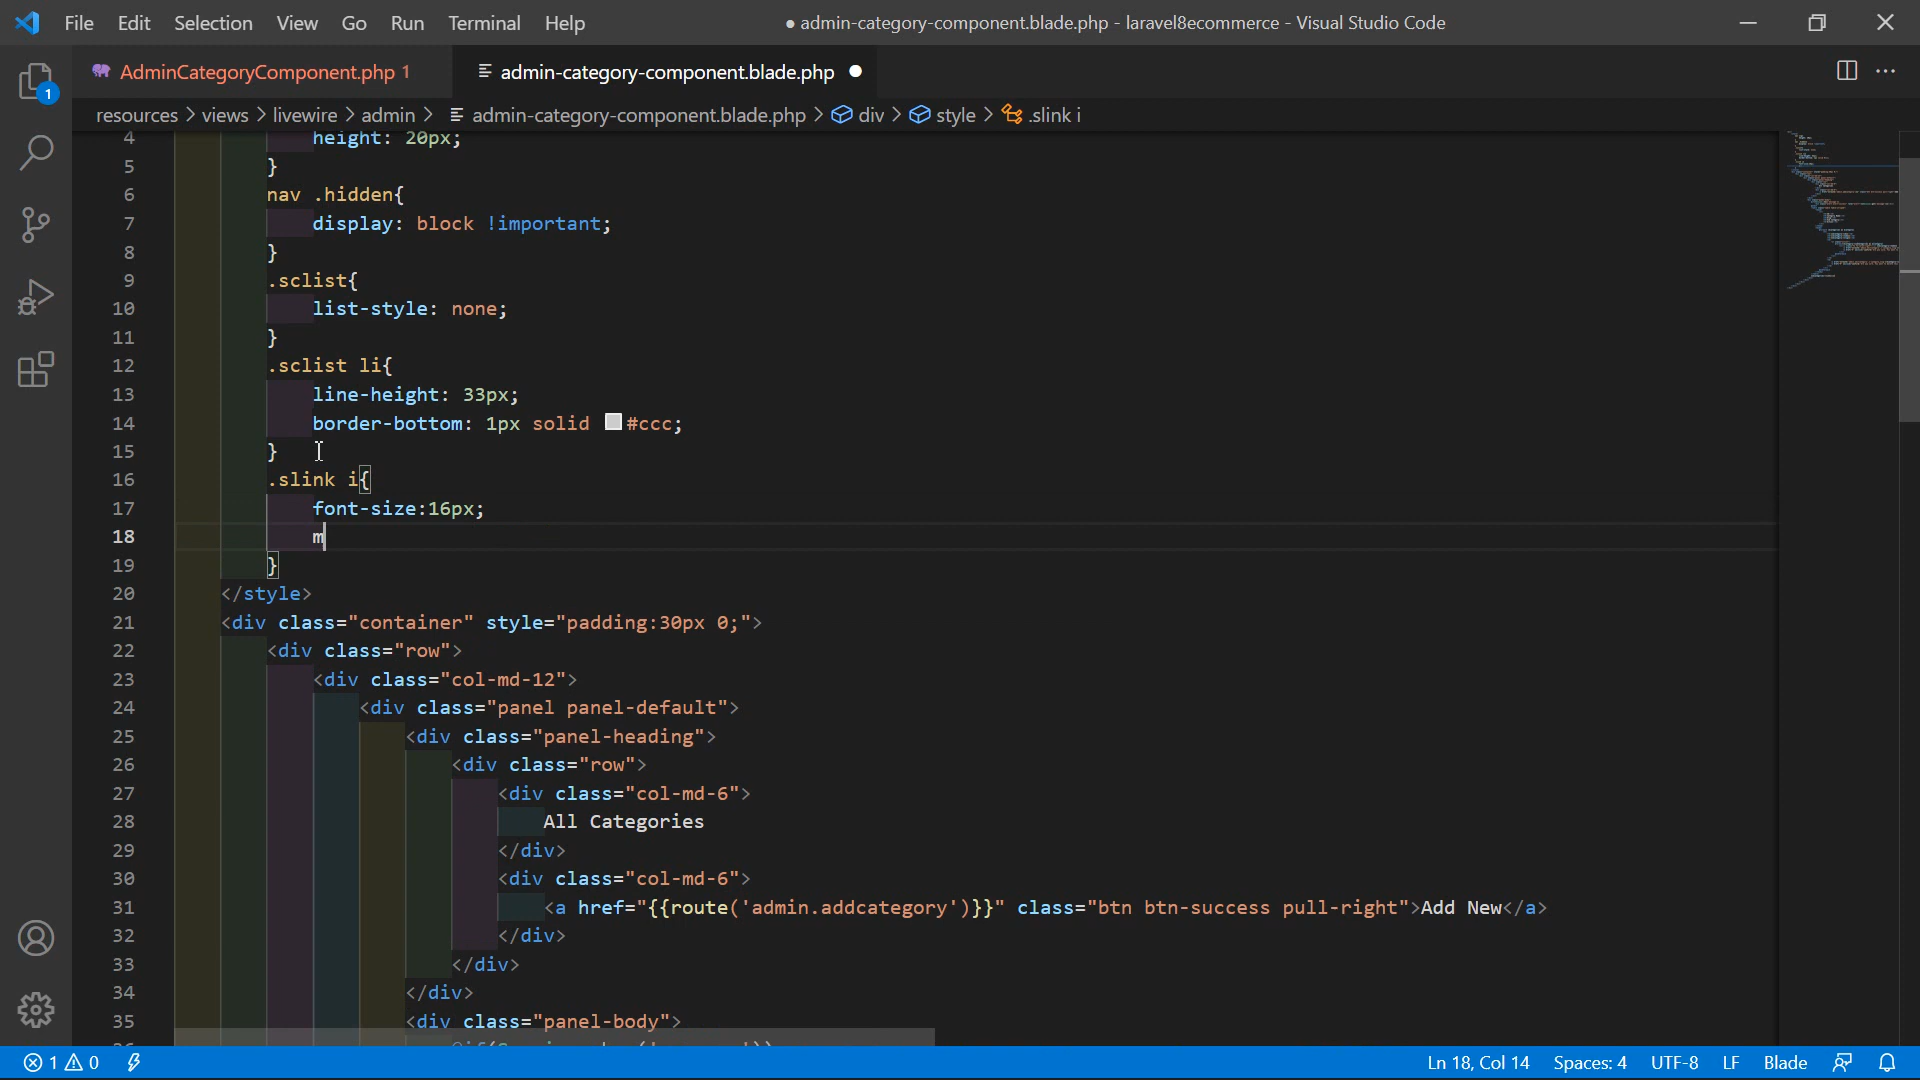 File Edit Selection View Go Run Terminal Help
● admin-category-component.blade.php - laravel8ecommerce - Visual Studio Code
1
AdminCategoryComponent.php 1
admin-category-component.blade.php ●
resources > views > livewire > admin > admin-category-component.blade.php > div > style > .slink i
4 height: 20px;
5 }
6 nav .hidden{
7 display: block !important;
8 }
9 .sclist{
10 list-style: none;
11 }
12 .sclist li{
13 line-height: 33px;
14 border-bottom: 1px solid #ccc;
15 }
16 .slink i{
17 font-size:16px;
18 m
19 }
20 </style>
21 <div class="container" style="padding:30px 0;">
22 <div class="row">
23 <div class="col-md-12">
24 <div class="panel panel-default">
25 <div class="panel-heading">
26 <div class="row">
27 <div class="col-md-6">
28 All Categories
29 </div>
30 <div class="col-md-6">
31 <a href="{{route('admin.addcategory')}}" class="btn btn-success pull-right">Add New</a>
32 </div>
33 </div>
34 </div>
35 <div class="panel-body">
1 0
Ln 18, Col 14 Spaces: 4 UTF-8 LF Blade